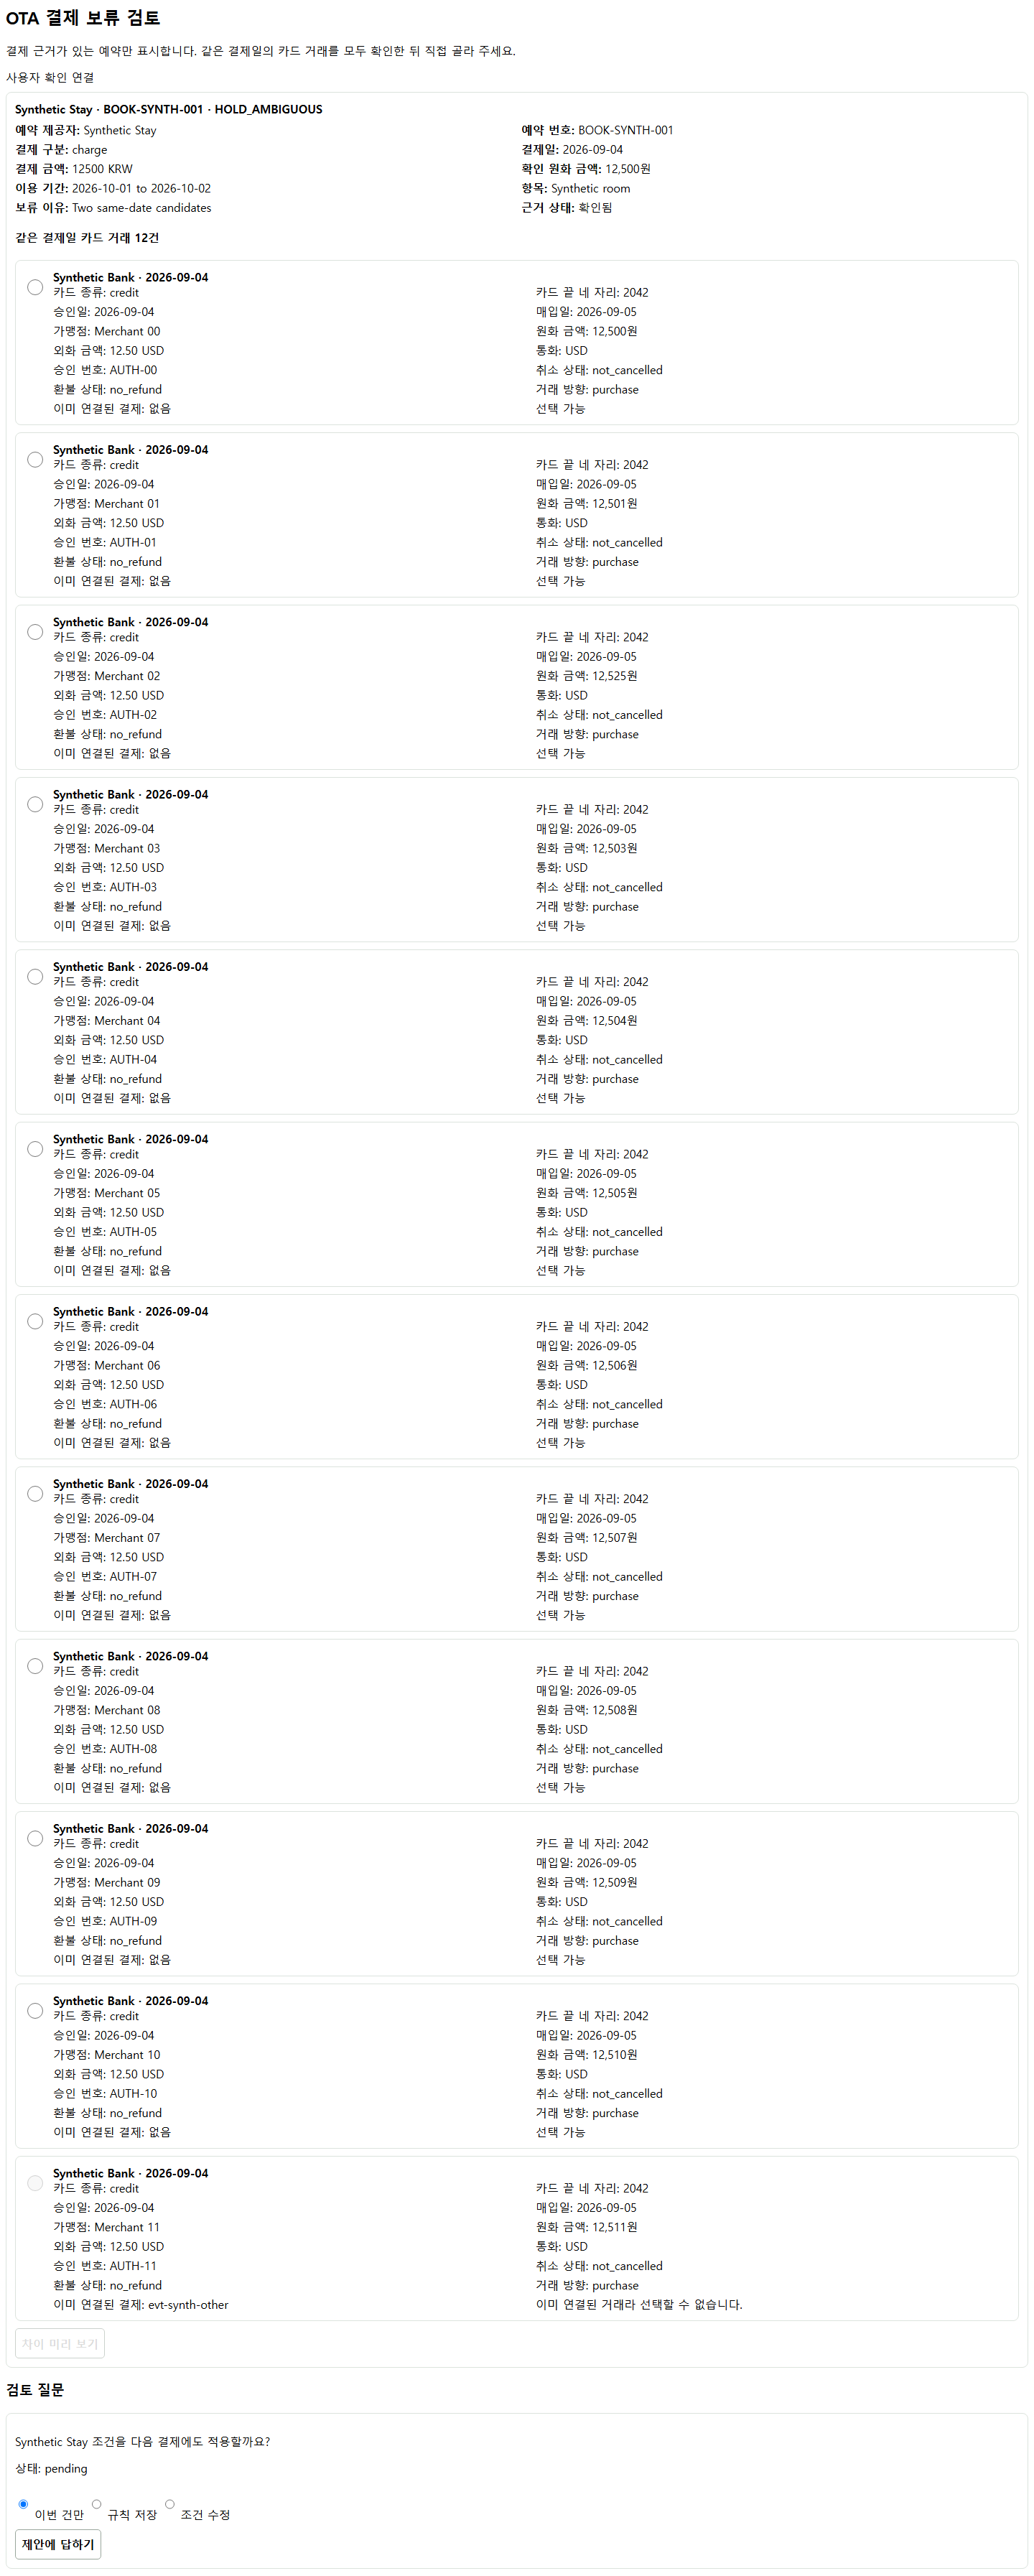 OTA 결제 보류 검토
결제 근거가 있는 예약만 표시합니다. 같은 결제일의 카드 거래를 모두 확인한 뒤 직접 골라 주세요.
사용자 확인 연결
Synthetic Stay · BOOK-SYNTH-001 · HOLD_AMBIGUOUS
예약 제공자: Synthetic Stay 예약 번호: BOOK-SYNTH-001
결제 구분: charge 결제일: 2026-09-04
결제 금액: 12500 KRW 확인 원화 금액: 12,500원
이용 기간: 2026-10-01 to 2026-10-02 항목: Synthetic room
보류 이유: Two same-date candidates 근거 상태: 확인됨
같은 결제일 카드 거래 12건
Synthetic Bank · 2026-09-04
카드 종류: credit 카드 끝 네 자리: 2042
승인일: 2026-09-04 매입일: 2026-09-05
가맹점: Merchant 00 원화 금액: 12,500원
외화 금액: 12.50 USD 통화: USD
승인 번호: AUTH-00 취소 상태: not_cancelled
환불 상태: no_refund 거래 방향: purchase
이미 연결된 결제: 없음 선택 가능
Synthetic Bank · 2026-09-04
카드 종류: credit 카드 끝 네 자리: 2042
승인일: 2026-09-04 매입일: 2026-09-05
가맹점: Merchant 01 원화 금액: 12,501원
외화 금액: 12.50 USD 통화: USD
승인 번호: AUTH-01 취소 상태: not_cancelled
환불 상태: no_refund 거래 방향: purchase
이미 연결된 결제: 없음 선택 가능
Synthetic Bank · 2026-09-04
카드 종류: credit 카드 끝 네 자리: 2042
승인일: 2026-09-04 매입일: 2026-09-05
가맹점: Merchant 02 원화 금액: 12,525원
외화 금액: 12.50 USD 통화: USD
승인 번호: AUTH-02 취소 상태: not_cancelled
환불 상태: no_refund 거래 방향: purchase
이미 연결된 결제: 없음 선택 가능
Synthetic Bank · 2026-09-04
카드 종류: credit 카드 끝 네 자리: 2042
승인일: 2026-09-04 매입일: 2026-09-05
가맹점: Merchant 03 원화 금액: 12,503원
외화 금액: 12.50 USD 통화: USD
승인 번호: AUTH-03 취소 상태: not_cancelled
환불 상태: no_refund 거래 방향: purchase
이미 연결된 결제: 없음 선택 가능
Synthetic Bank · 2026-09-04
카드 종류: credit 카드 끝 네 자리: 2042
승인일: 2026-09-04 매입일: 2026-09-05
가맹점: Merchant 04 원화 금액: 12,504원
외화 금액: 12.50 USD 통화: USD
승인 번호: AUTH-04 취소 상태: not_cancelled
환불 상태: no_refund 거래 방향: purchase
이미 연결된 결제: 없음 선택 가능
Synthetic Bank · 2026-09-04
카드 종류: credit 카드 끝 네 자리: 2042
승인일: 2026-09-04 매입일: 2026-09-05
가맹점: Merchant 05 원화 금액: 12,505원
외화 금액: 12.50 USD 통화: USD
승인 번호: AUTH-05 취소 상태: not_cancelled
환불 상태: no_refund 거래 방향: purchase
이미 연결된 결제: 없음 선택 가능
Synthetic Bank · 2026-09-04
카드 종류: credit 카드 끝 네 자리: 2042
승인일: 2026-09-04 매입일: 2026-09-05
가맹점: Merchant 06 원화 금액: 12,506원
외화 금액: 12.50 USD 통화: USD
승인 번호: AUTH-06 취소 상태: not_cancelled
환불 상태: no_refund 거래 방향: purchase
이미 연결된 결제: 없음 선택 가능
Synthetic Bank · 2026-09-04
카드 종류: credit 카드 끝 네 자리: 2042
승인일: 2026-09-04 매입일: 2026-09-05
가맹점: Merchant 07 원화 금액: 12,507원
외화 금액: 12.50 USD 통화: USD
승인 번호: AUTH-07 취소 상태: not_cancelled
환불 상태: no_refund 거래 방향: purchase
이미 연결된 결제: 없음 선택 가능
Synthetic Bank · 2026-09-04
카드 종류: credit 카드 끝 네 자리: 2042
승인일: 2026-09-04 매입일: 2026-09-05
가맹점: Merchant 08 원화 금액: 12,508원
외화 금액: 12.50 USD 통화: USD
승인 번호: AUTH-08 취소 상태: not_cancelled
환불 상태: no_refund 거래 방향: purchase
이미 연결된 결제: 없음 선택 가능
Synthetic Bank · 2026-09-04
카드 종류: credit 카드 끝 네 자리: 2042
승인일: 2026-09-04 매입일: 2026-09-05
가맹점: Merchant 09 원화 금액: 12,509원
외화 금액: 12.50 USD 통화: USD
승인 번호: AUTH-09 취소 상태: not_cancelled
환불 상태: no_refund 거래 방향: purchase
이미 연결된 결제: 없음 선택 가능
Synthetic Bank · 2026-09-04
카드 종류: credit 카드 끝 네 자리: 2042
승인일: 2026-09-04 매입일: 2026-09-05
가맹점: Merchant 10 원화 금액: 12,510원
외화 금액: 12.50 USD 통화: USD
승인 번호: AUTH-10 취소 상태: not_cancelled
환불 상태: no_refund 거래 방향: purchase
이미 연결된 결제: 없음 선택 가능
Synthetic Bank · 2026-09-04
카드 종류: credit 카드 끝 네 자리: 2042
승인일: 2026-09-04 매입일: 2026-09-05
가맹점: Merchant 11 원화 금액: 12,511원
외화 금액: 12.50 USD 통화: USD
승인 번호: AUTH-11 취소 상태: not_cancelled
환불 상태: no_refund 거래 방향: purchase
이미 연결된 결제: evt-synth-other 이미 연결된 거래라 선택할 수 없습니다.
차이 미리 보기
검토 질문
Synthetic Stay 조건을 다음 결제에도 적용할까요?
상태: pending
이번 건만 규칙 저장 조건 수정
제안에 답하기